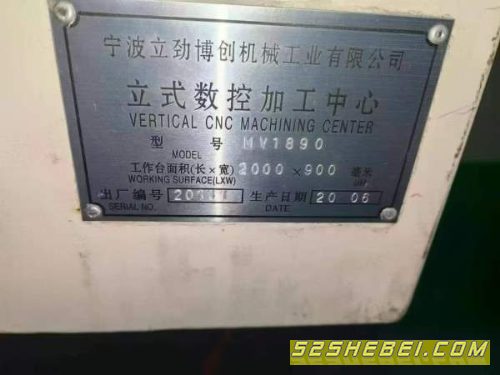 宁波立劲博创机械工业有限公司
立式数控加工中心
VERTICAL CNC MACHINING CENTER
型 号 MV1890
MODEL
工作台面积(长×宽) 2000×900 毫米
WORKING SURFACE(LXW)
出厂编号 生产日期 20 06
SERIAL NO. DATE
52SHEBEI.COM